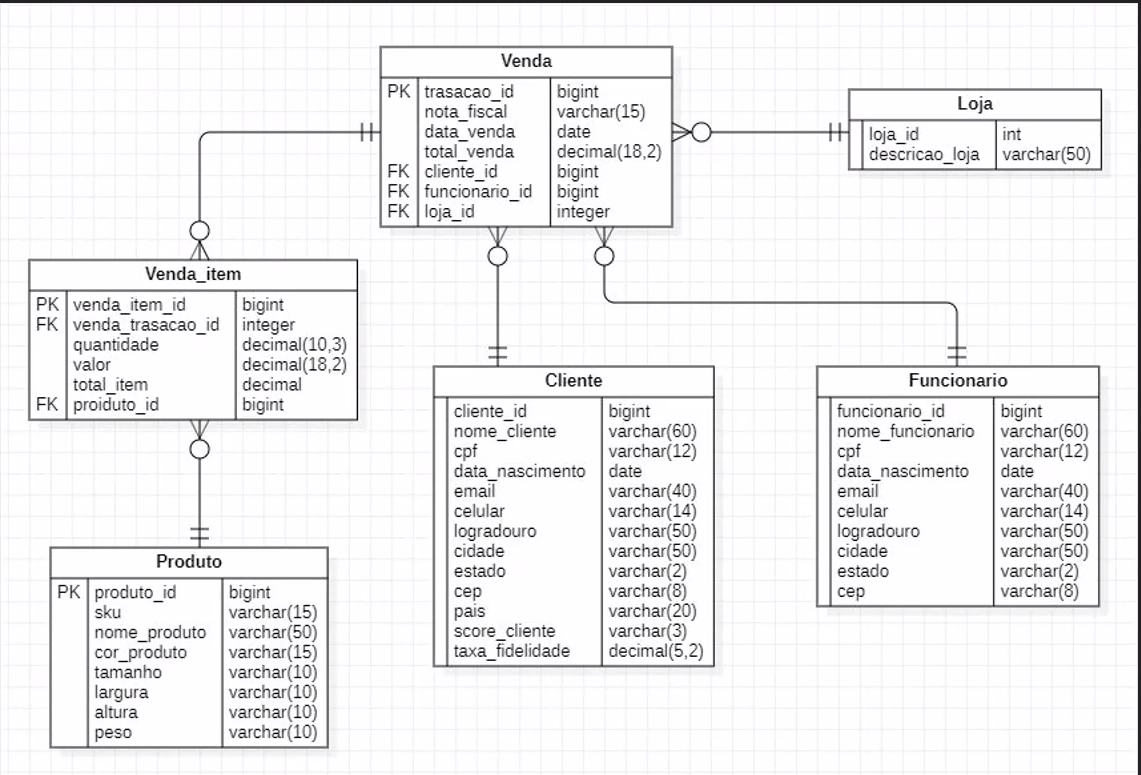 Venda
PK trasacao_id bigint
nota_fiscal varchar(15)
data_venda date
total_venda decimal(18,2)
FK cliente_id bigint
FK funcionario_id bigint
FK loja_id integer
Loja
loja_id int
descricao_loja varchar(50)
Venda_item
PK venda_item_id bigint
FK venda_trasacao_id integer
quantidade decimal(10,3)
valor decimal(18,2)
total_item decimal
FK proiduto_id bigint
Cliente
cliente_id bigint
nome_cliente varchar(60)
cpf varchar(12)
data_nascimento date
email varchar(40)
celular varchar(14)
logradouro varchar(50)
cidade varchar(50)
estado varchar(2)
cep varchar(8)
pais varchar(20)
score_cliente varchar(3)
taxa_fidelidade decimal(5,2)
Funcionario
funcionario_id bigint
nome_funcionario varchar(60)
cpf varchar(12)
data_nascimento date
email varchar(40)
celular varchar(14)
logradouro varchar(50)
cidade varchar(50)
estado varchar(2)
cep varchar(8)
Produto
PK produto_id bigint
sku varchar(15)
nome_produto varchar(50)
cor_produto varchar(15)
tamanho varchar(10)
largura varchar(10)
altura varchar(10)
peso varchar(10)